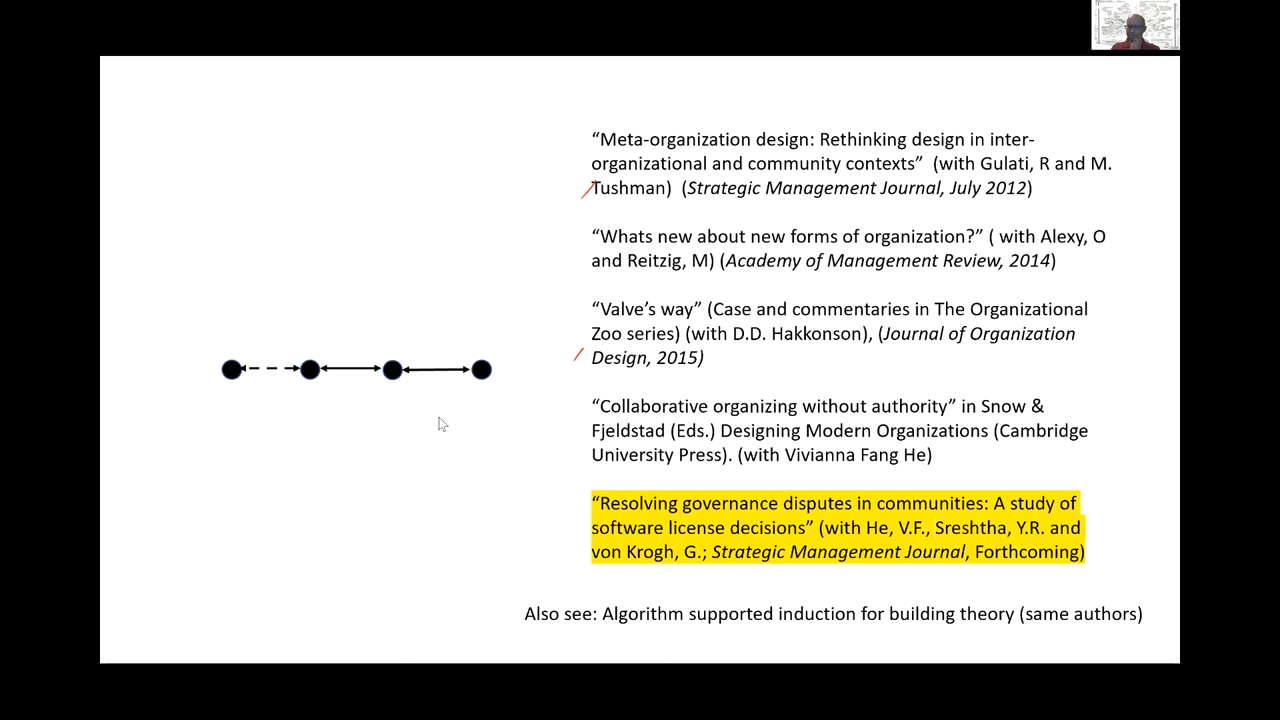 “Meta-organization design: Rethinking design in inter-
organizational and community contexts”  (with Gulati, R and M.
Tushman)  (Strategic Management Journal, July 2012)
“Whats new about new forms of organization?” ( with Alexy, O
and Reitzig, M) (Academy of Management Review, 2014)
“Valve’s way” (Case and commentaries in The Organizational
Zoo series) (with D.D. Hakkonson), (Journal of Organization
Design, 2015)
“Collaborative organizing without authority” in Snow &
Fjeldstad (Eds.) Designing Modern Organizations (Cambridge
University Press). (with Vivianna Fang He)
“Resolving governance disputes in communities: A study of
software license decisions” (with He, V.F., Sreshtha, Y.R. and
von Krogh, G.; Strategic Management Journal, Forthcoming)
Also see: Algorithm supported induction for building theory (same authors)